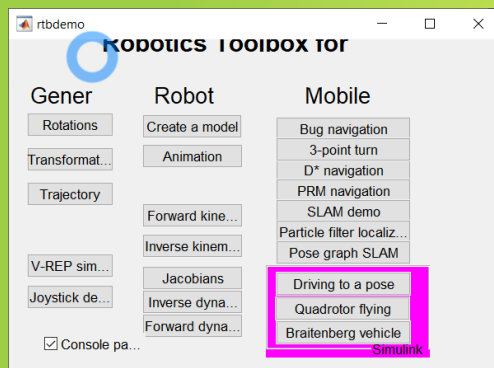 rtbdemo
Robotics Toolbox for
Gener
Rotations
Transformat...
Trajectory
V-REP sim...
Joystick de...
Console pa...
Robot
Create a model
Animation
Forward kine...
Inverse kinem...
Jacobians
Inverse dyna...
Forward dyna...
Mobile
Bug navigation
3-point turn
D* navigation
PRM navigation
SLAM demo
Particle filter localiz...
Pose graph SLAM
Driving to a pose
Quadrotor flying
Braitenberg vehicle
Simulink